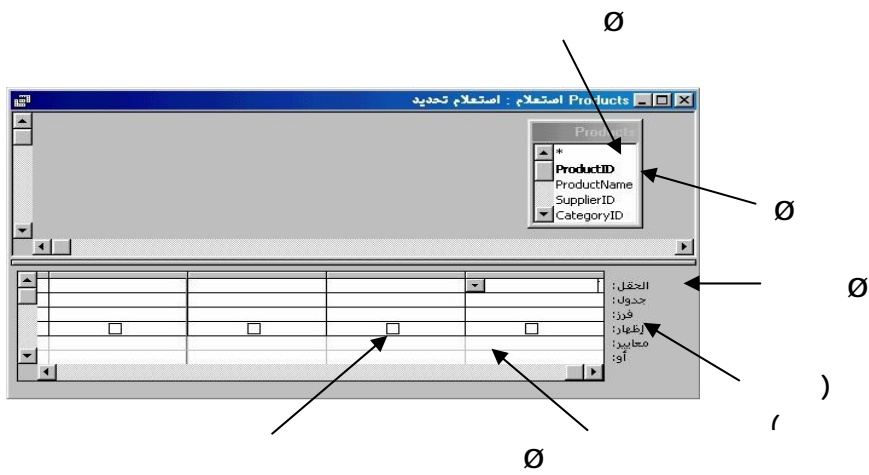 Ø
Products استعلام : استعلام تحديد
Products
*
ProductID
ProductName
SupplierID
CategoryID
Ø
الحقل:
Ø
جدول:
فرز:
إظهار:
معايير:
أو:
)
(
Ø